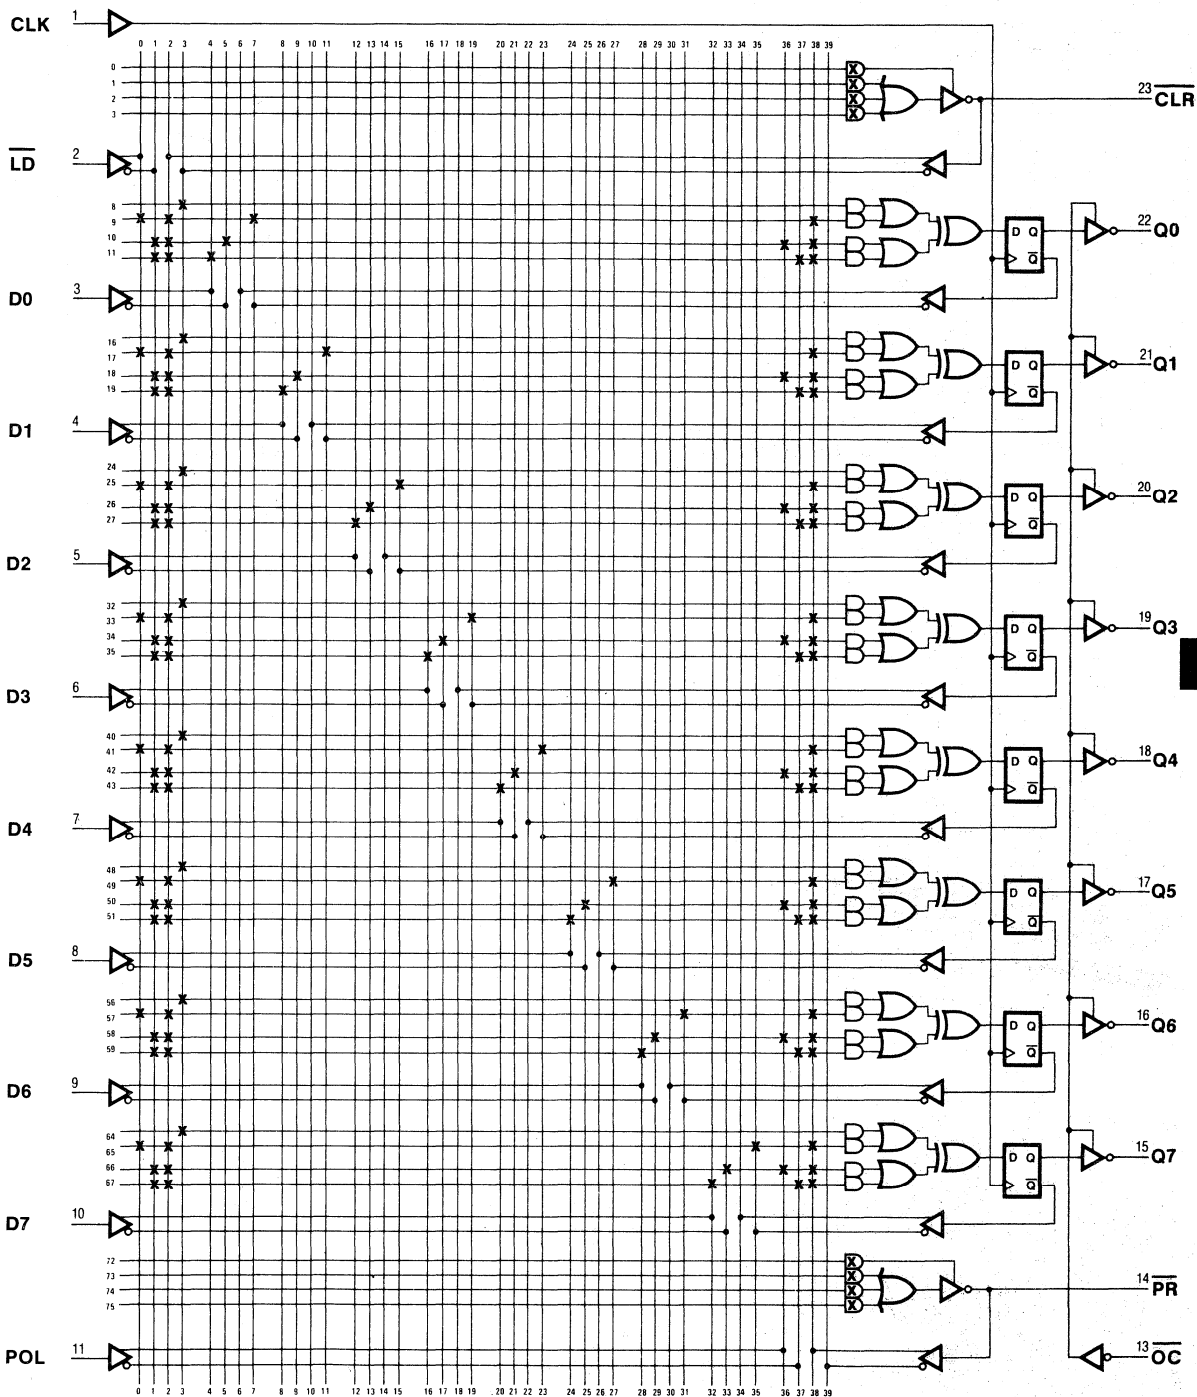 CLK 1
0 1 2 3 4 5 6 7 8 9 10 11 12 13 14 15 16 17 18 19 20 21 22 23 24 25 26 27 28 29 30 31 32 33 34 35 36 37 38 39
0
1
2
3
23 CLR
LD 2
8
9
10
11
D Q
Q
22 Q0
D0 3
16
17
18
19
D Q
Q
21 Q1
D1 4
24
25
26
27
D Q
Q
20 Q2
D2 5
32
33
34
35
D Q
Q
19 Q3
D3 6
40
41
42
43
D Q
Q
18 Q4
D4 7
48
49
50
51
D Q
Q
17 Q5
D5 8
56
57
58
59
D Q
Q
16 Q6
D6 9
64
65
66
67
D Q
Q
15 Q7
D7 10
72
73
74
75
14 PR
POL 11
13 OC
0 1 2 3 4 5 6 7 8 9 10 11 12 13 14 15 16 17 18 19 20 21 22 23 24 25 26 27 28 29 30 31 32 33 34 35 36 37 38 39